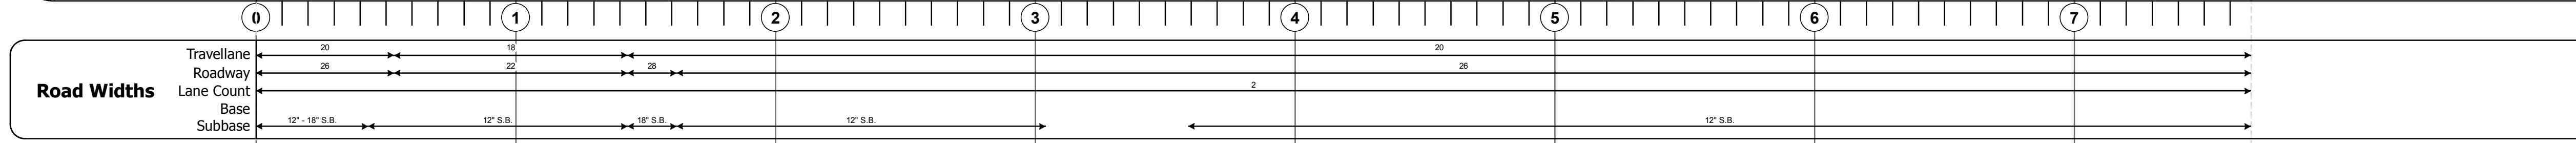 0 1 2 3 4 5 6 7
Road Widths
Travellane 20 18 20
Roadway 26 22 28 26
Lane Count 2
Base
Subbase 12" - 18" S.B. 12" S.B. 18" S.B. 12" S.B. 12" S.B.